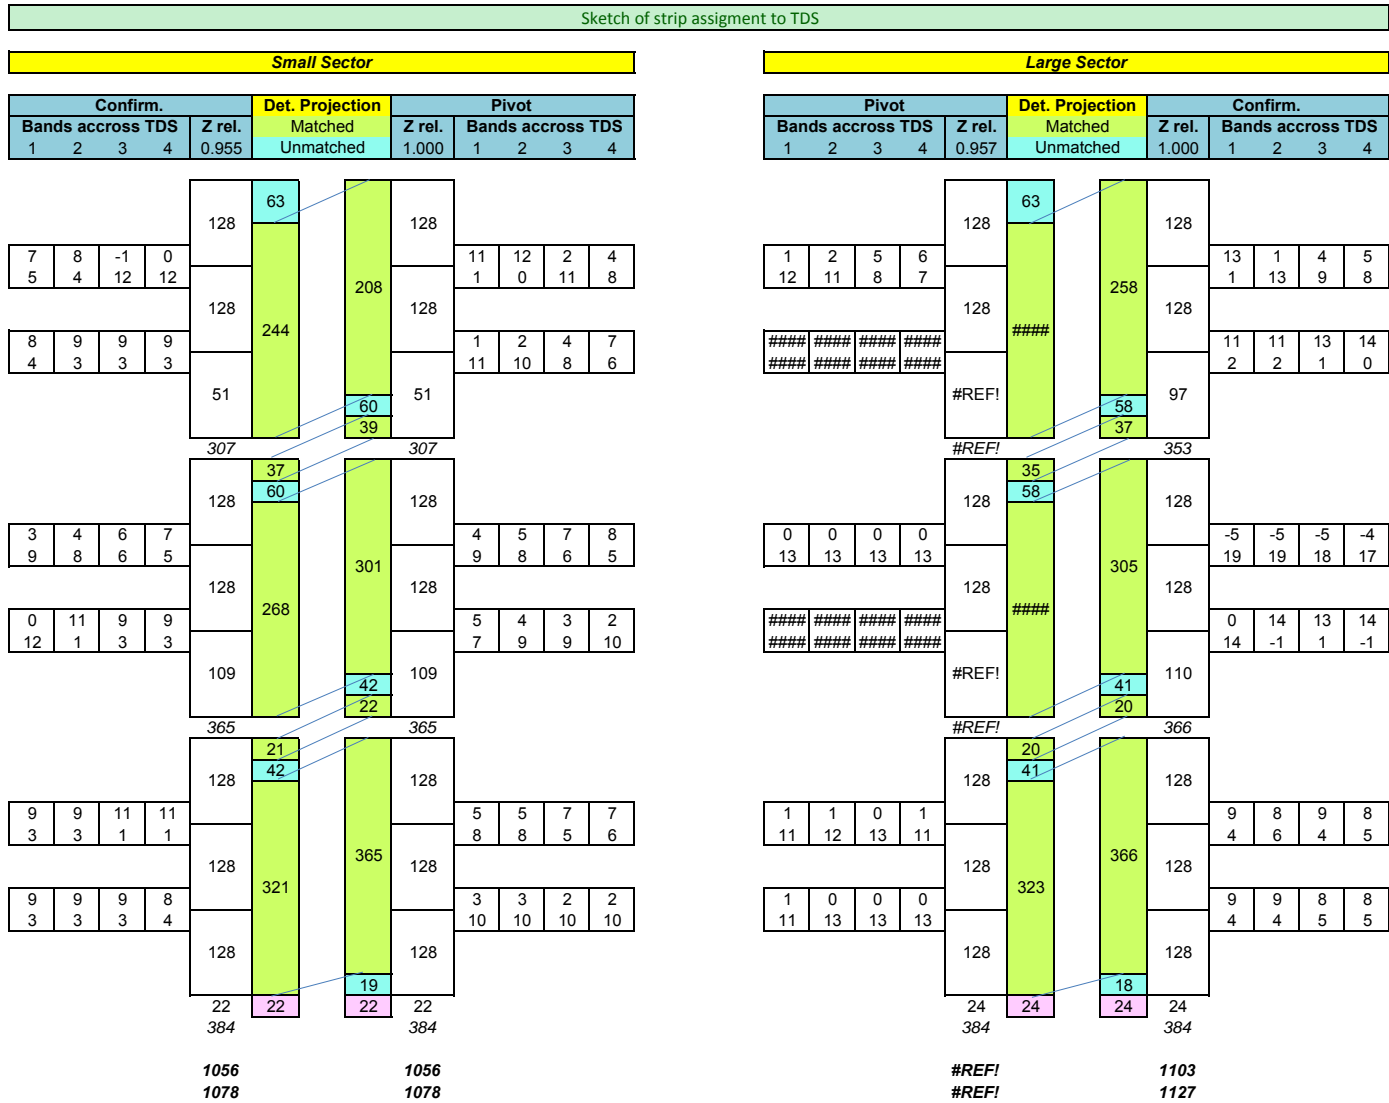 Sketch of strip assigment to TDS
Small Sector Large Sector
Confirm. Det. Projection Pivot Pivot Det. Projection Confirm.
Bands accross TDS Z rel. Matched Z rel. Bands accross TDS Bands accross TDS Z rel. Matched Z rel. Bands accross TDS
1 2 3 4 0.955 Unmatched 1.000 1 2 3 4 1 2 3 4 0.957 Unmatched 1.000 1 2 3 4
63 63
128 128 128 128
7 8 -1 0 11 12 2 4 1 2 5 6 13 1 4 5
5 4 12 12 1 0 11 8 12 11 8 7 1 13 9 8
208 258
128 128 128 128
244 ####
8 9 9 9 1 2 4 7 #### #### #### #### 11 11 13 14
4 3 3 3 11 10 8 6 #### #### #### #### 2 2 1 0
51 51 #REF! 97
60 58
39 37
307 307 #REF! 353
37 35
60 58
128 128 128 128
3 4 6 7 4 5 7 8 0 0 0 0 -5 -5 -5 -4
9 8 6 5 9 8 6 5 13 13 13 13 19 19 18 17
301 305
128 128 128 128
268 ####
0 11 9 9 5 4 3 2 #### #### #### #### 0 14 13 14
12 1 3 3 7 9 9 10 #### #### #### #### 14 -1 1 -1
109 109 #REF! 110
42 41
22 20
365 365 #REF! 366
21 20
42 41
128 128 128 128
9 9 11 11 5 5 7 7 1 1 0 1 9 8 9 8
3 3 1 1 8 8 5 6 11 12 13 11 4 6 4 5
365 366
128 128 128 128
321 323
9 9 9 8 3 3 2 2 1 0 0 0 9 9 8 8
3 3 3 4 10 10 10 10 11 13 13 13 4 4 5 5
128 128 128 128
19 18
22 22 22 22 24 24 24 24
384 384 384 384
1056 1056 #REF! 1103
1078 1078 #REF! 1127